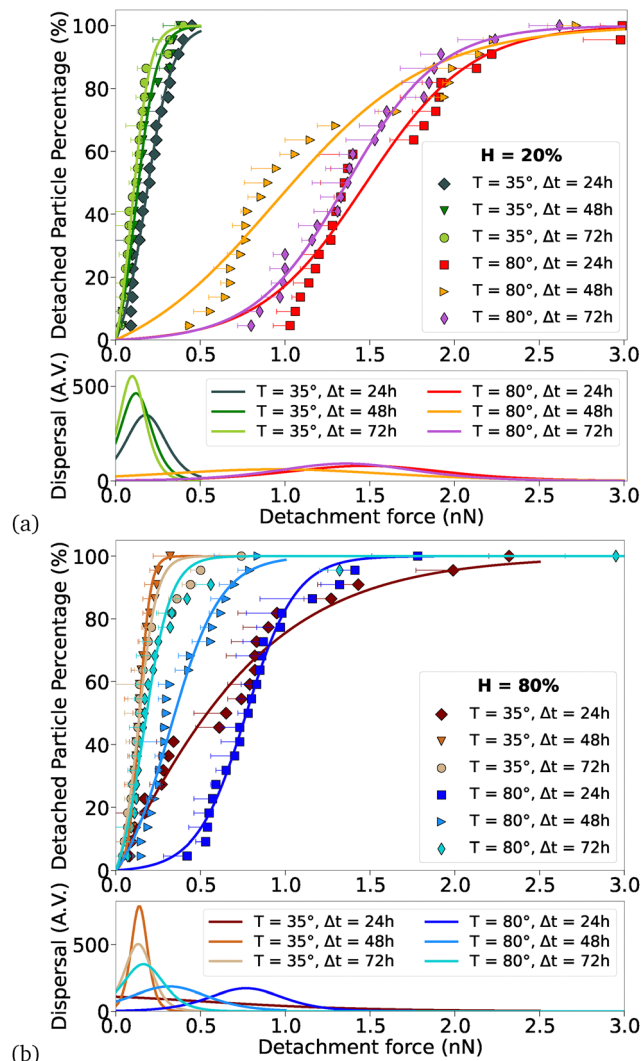 (a)
Detached Particle Percentage (%)
100
80
60
40
20
0
H = 20%
T = 35°, Δt = 24h
T = 35°, Δt = 48h
T = 35°, Δt = 72h
T = 80°, Δt = 24h
T = 80°, Δt = 48h
T = 80°, Δt = 72h
0 0.5 1.0 1.5 2.0 2.5 3.0
Dispersal (A.V.)
500
0
T = 35°, Δt = 24h T = 80°, Δt = 24h
T = 35°, Δt = 48h T = 80°, Δt = 48h
T = 35°, Δt = 72h T = 80°, Δt = 72h
0.0 0.5 1.0 1.5 2.0 2.5 3.0
Detachment force (nN)
(b)
Detached Particle Percentage (%)
100
80
60
40
20
0
H = 80%
T = 35°, Δt = 24h
T = 35°, Δt = 48h
T = 35°, Δt = 72h
T = 80°, Δt = 24h
T = 80°, Δt = 48h
T = 80°, Δt = 72h
0 0.5 1.0 1.5 2.0 2.5 3.0
Dispersal (A.V.)
500
0
T = 35°, Δt = 24h T = 80°, Δt = 24h
T = 35°, Δt = 48h T = 80°, Δt = 48h
T = 35°, Δt = 72h T = 80°, Δt = 72h
0.0 0.5 1.0 1.5 2.0 2.5 3.0
Detachment force (nN)